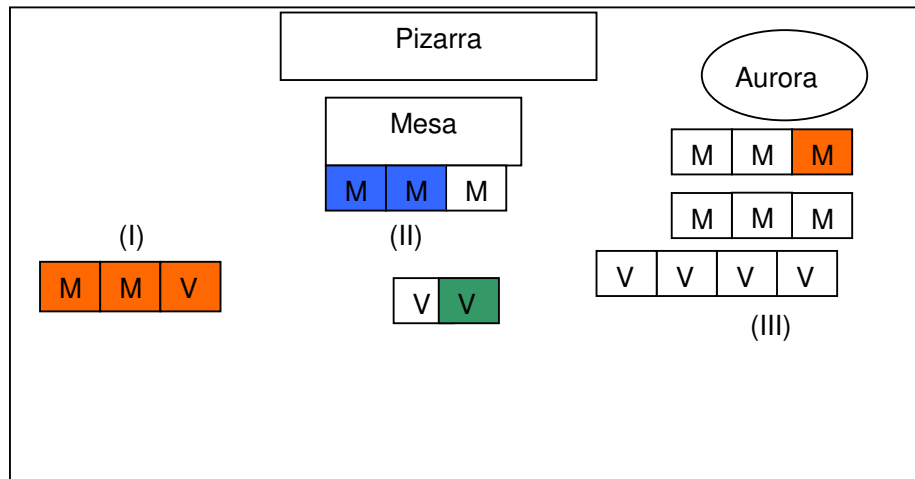 Pizarra
Aurora
Mesa
M M M
M M M
(I)
(II)
M M M
M M V
V V
V V V V
(III)